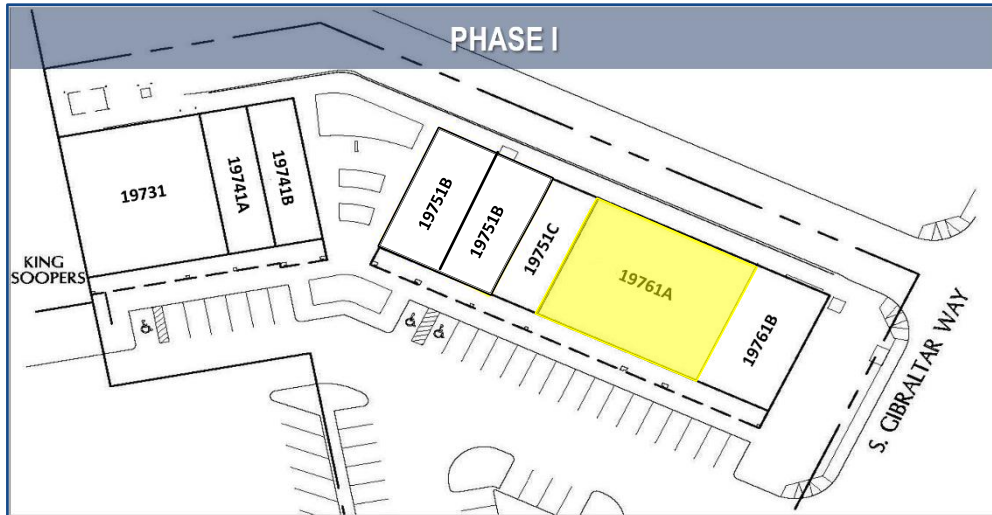 PHASE I
19731
19741A
19741B
19751B
19751B
19751C
19761A
19761B
KING
SOOPERS
S. GIBRALTAR WAY